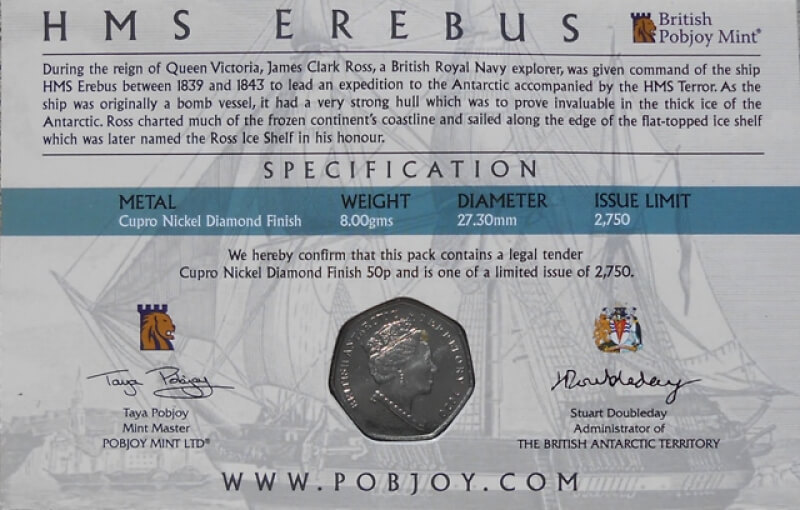 HMS EREBUS
British
Pobjoy Mint®
During the reign of Queen Victoria, James Clark Ross, a British Royal Navy explorer, was given command of the ship
HMS Erebus between 1839 and 1843 to lead an expedition to the Antarctic accompanied by the HMS Terror. As the
ship was originally a bomb vessel, it had a very strong hull which was to prove invaluable in the thick ice of the
Antarctic. Ross charted much of the frozen continent's coastline and sailed along the edge of the flat-topped ice shelf
which was later named the Ross Ice Shelf in his honour.
SPECIFICATION
METAL WEIGHT DIAMETER ISSUE LIMIT
Cupro Nickel Diamond Finish 8.00gms 27.30mm 2,750
We hereby confirm that this pack contains a legal tender
Cupro Nickel Diamond Finish 50p and is one of a limited issue of 2,750.
BRITISH ANTARCTIC TERRITORY
Taya Pobjoy
JDoubleday
Taya Pobjoy
Mint Master
POBJOY MINT LTD®
Stuart Doubleday
Administrator of
THE BRITISH ANTARCTIC TERRITORY
WWW.POBJOY.COM